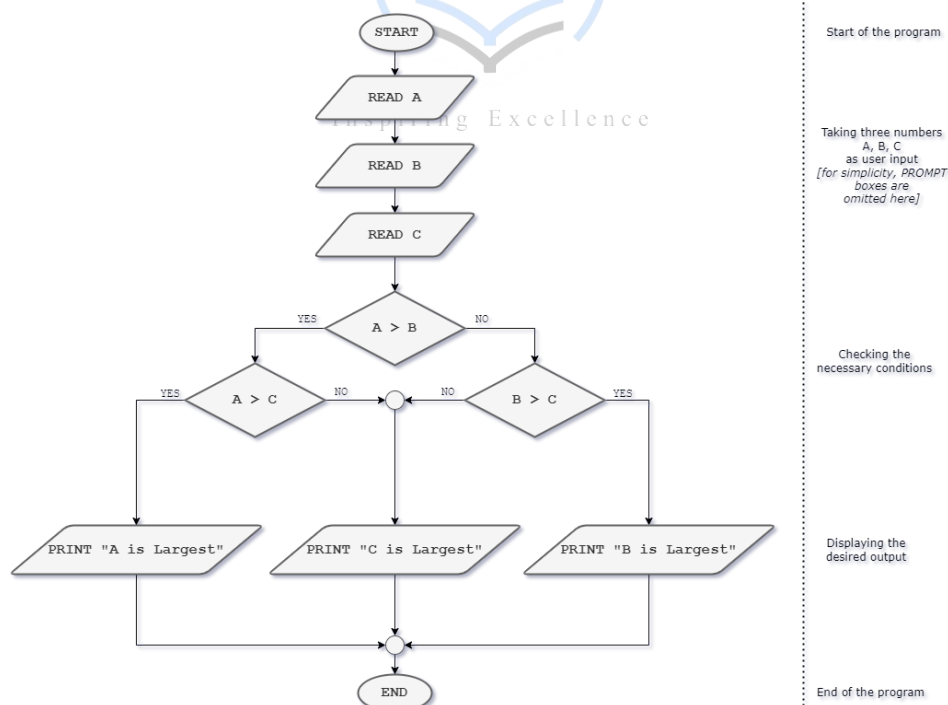 START
Start of the program
READ A
Inspiring Excellence
Taking three numbers
A, B, C
as user input
[for simplicity, PROMPT
boxes are
omitted here]
READ B
READ C
A > B
YES
NO
Checking the
necessary conditions
A > C
YES
NO
B > C
NO
YES
PRINT "A is Largest"
PRINT "C is Largest"
PRINT "B is Largest"
Displaying the
desired output
END
End of the program